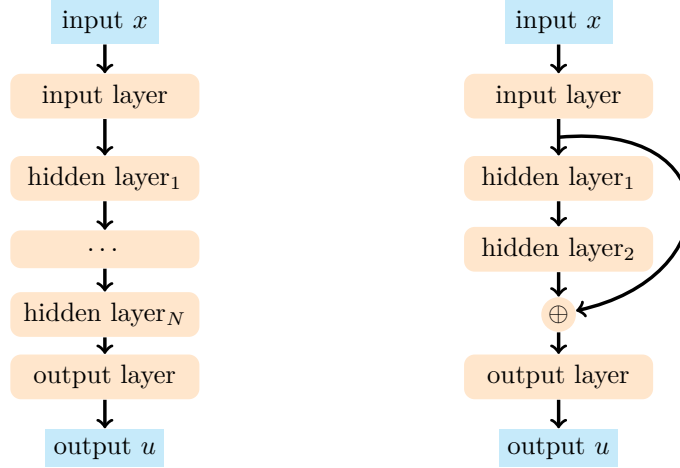 input x
input layer
hidden layer₁
⋯
hidden layer_N
output layer
output u
input x
input layer
hidden layer₁
hidden layer₂
⊕
output layer
output u